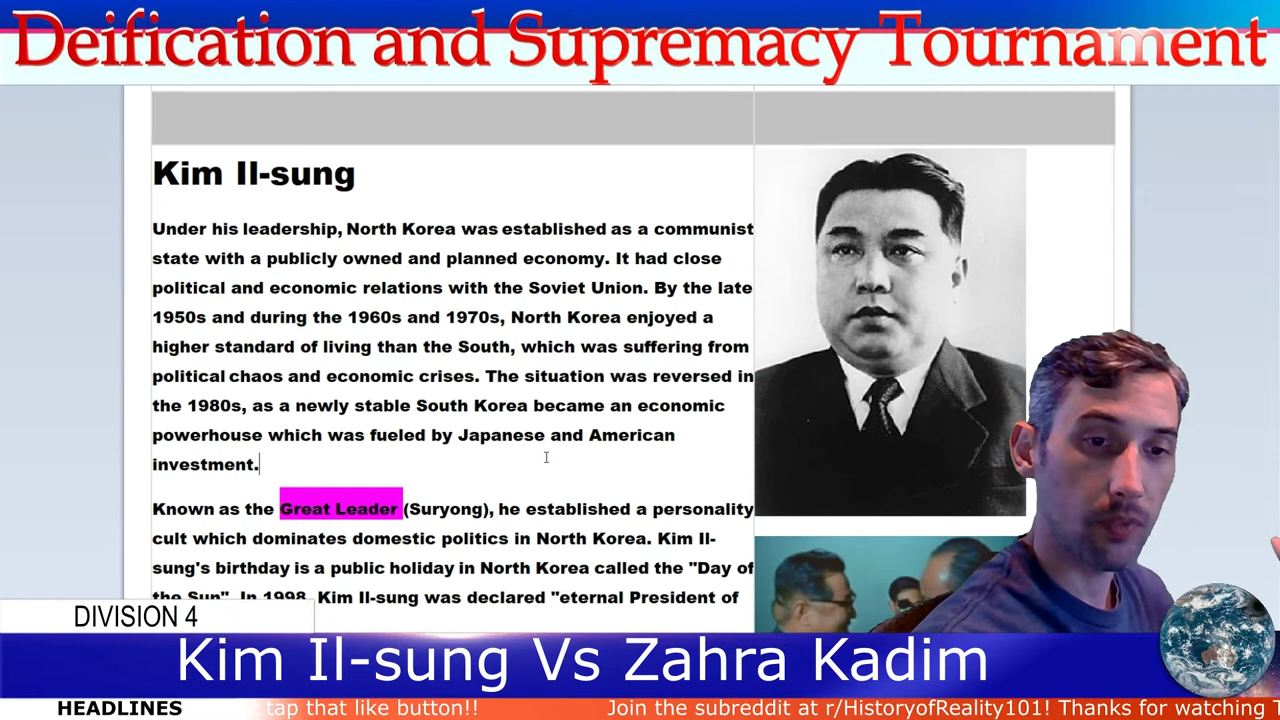 Deification and Supremacy Tournament
Kim Il-sung
Under his leadership, North Korea was established as a communist
state with a publicly owned and planned economy. It had close
political and economic relations with the Soviet Union. By the late
1950s and during the 1960s and 1970s, North Korea enjoyed a
higher standard of living than the South, which was suffering from
political chaos and economic crises. The situation was reversed in
the 1980s, as a newly stable South Korea became an economic
powerhouse which was fueled by Japanese and American
investment.
Known as the Great Leader (Suryong), he established a personality
cult which dominates domestic politics in North Korea. Kim Il-
sung's birthday is a public holiday in North Korea called the "Day of
the Sun". In 1998, Kim Il-sung was declared "eternal President of
DIVISION 4
Kim Il-sung Vs Zahra Kadim
HEADLINES tap that like button!! Join the subreddit at r/HistoryofReality101! Thanks for watching